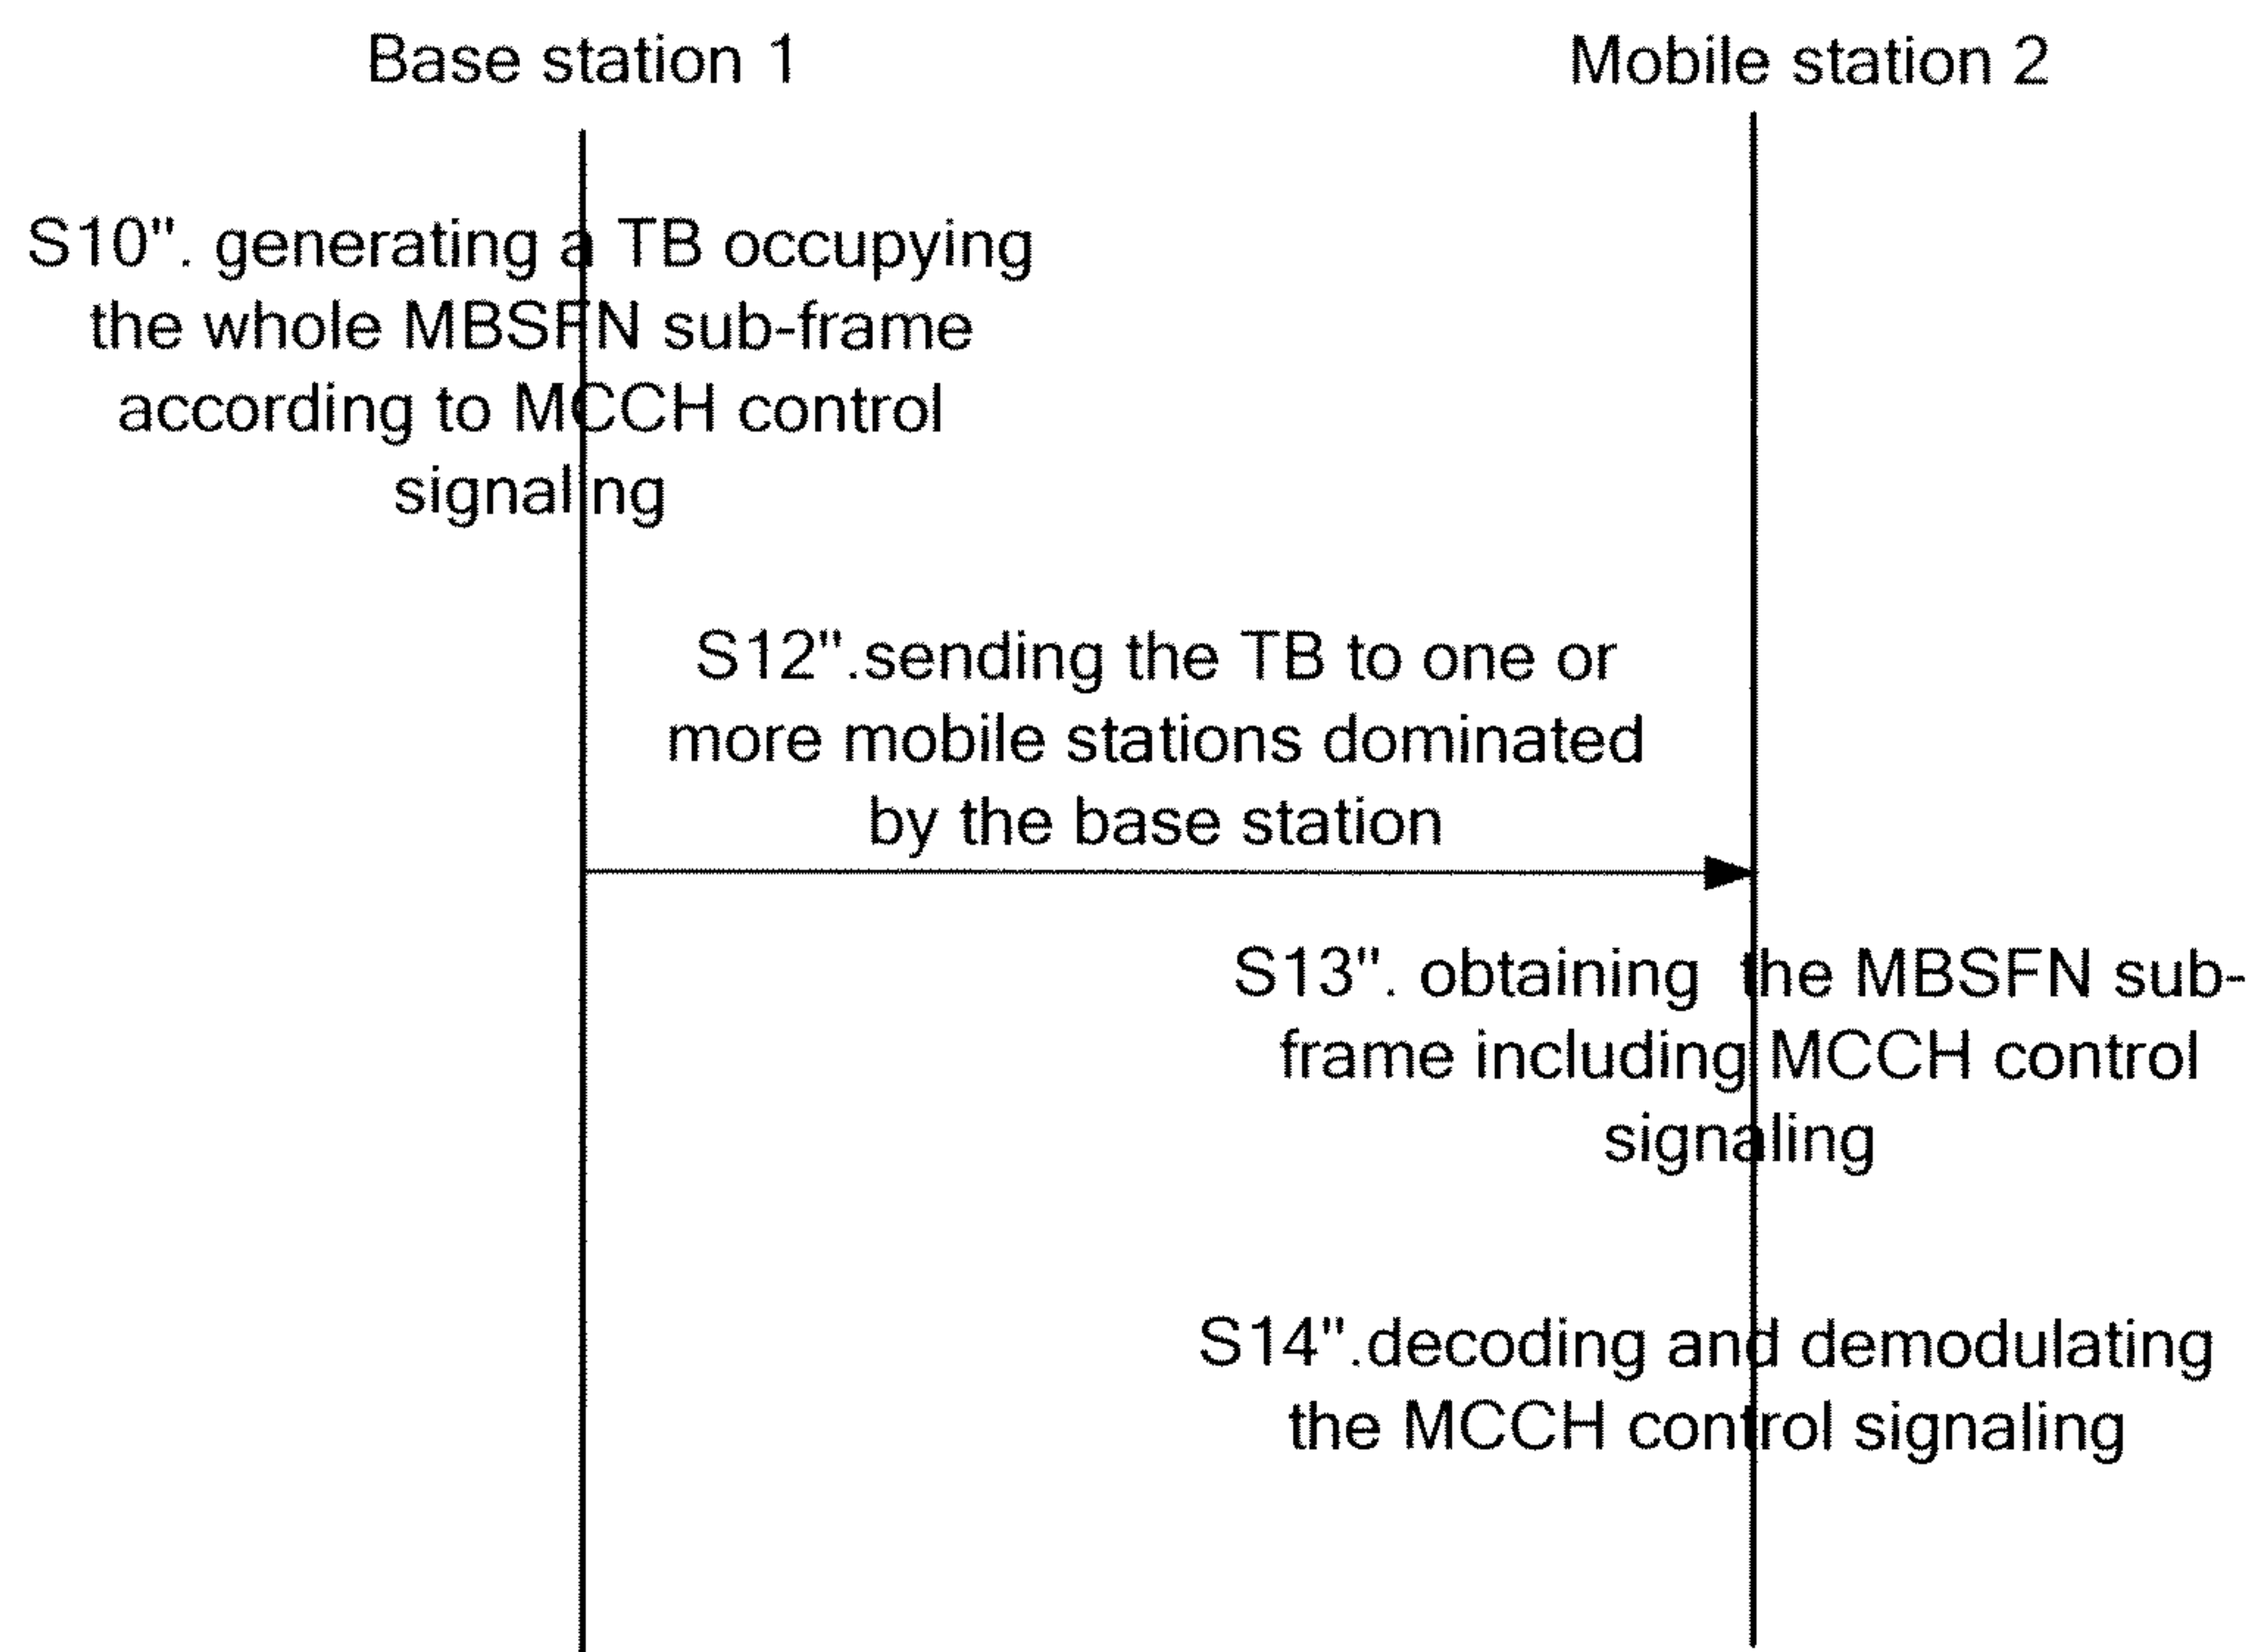 Base station 1
Mobile station 2
S10". generating a TB occupying
the whole MBSFN sub-frame
according to MCCH control
signaling
S12".sending the TB to one or
more mobile stations dominated
by the base station
S13". obtaining the MBSFN sub-
frame including MCCH control
signaling
S14".decoding and demodulating
the MCCH control signaling